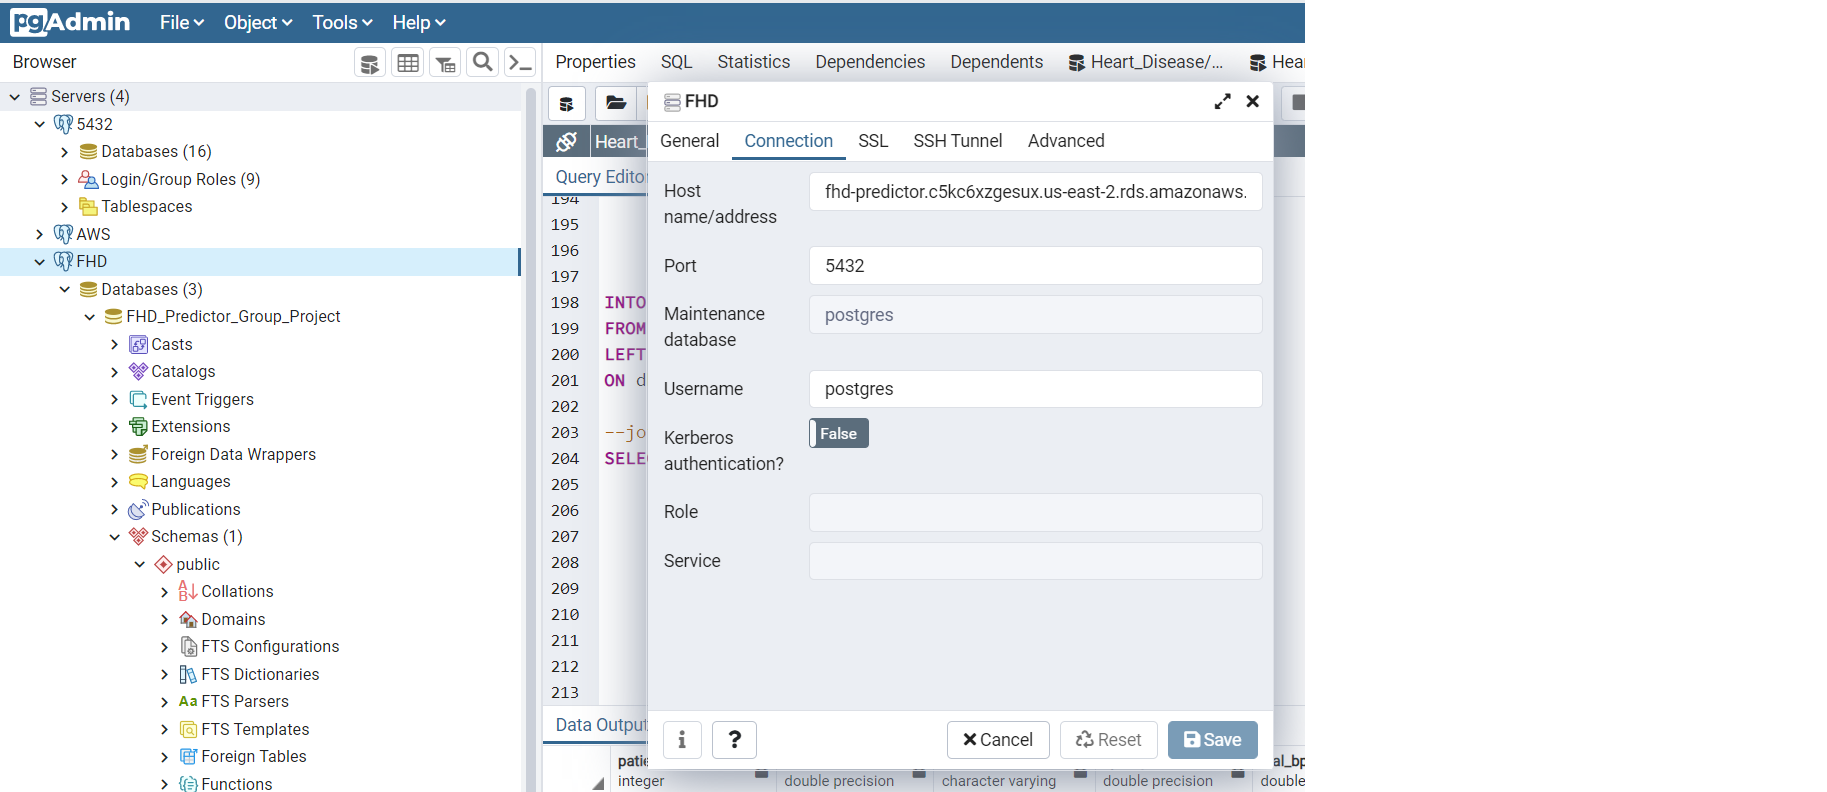 pgAdmin File Object Tools Help
Browser
Properties SQL Statistics Dependencies Dependents Heart_Disease/... Hear
Servers (4)
5432
Databases (16)
Login/Group Roles (9)
Tablespaces
AWS
FHD
Databases (3)
FHD_Predictor_Group_Project
Casts
Catalogs
Event Triggers
Extensions
Foreign Data Wrappers
Languages
Publications
Schemas (1)
public
Collations
Domains
FTS Configurations
FTS Dictionaries
FTS Parsers
FTS Templates
Foreign Tables
Functions
Heart_
Query Edito
194
195
196
197
198 INTO
199 FROM
200 LEFT
201 ON d
202
203 --jo
204 SELE
205
206
207
208
209
210
211
212
213
Data Output
FHD
General Connection SSL SSH Tunnel Advanced
Host name/address
fhd-predictor.c5kc6xzgesux.us-east-2.rds.amazonaws.
Port
5432
Maintenance database
postgres
Username
postgres
Kerberos authentication?
False
Role
Service
i ? Cancel Reset Save
patie al_bp
integer double precision character varying double precision double